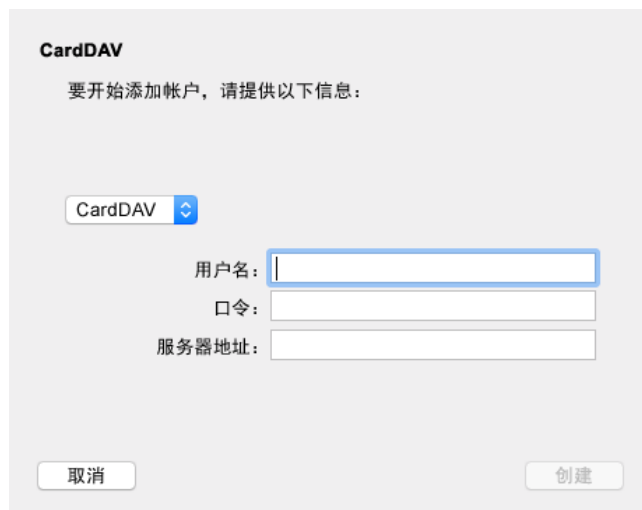 CardDAV
要开始添加帐户，请提供以下信息：
CardDAV
用户名：
口令：
服务器地址：
取消
创建